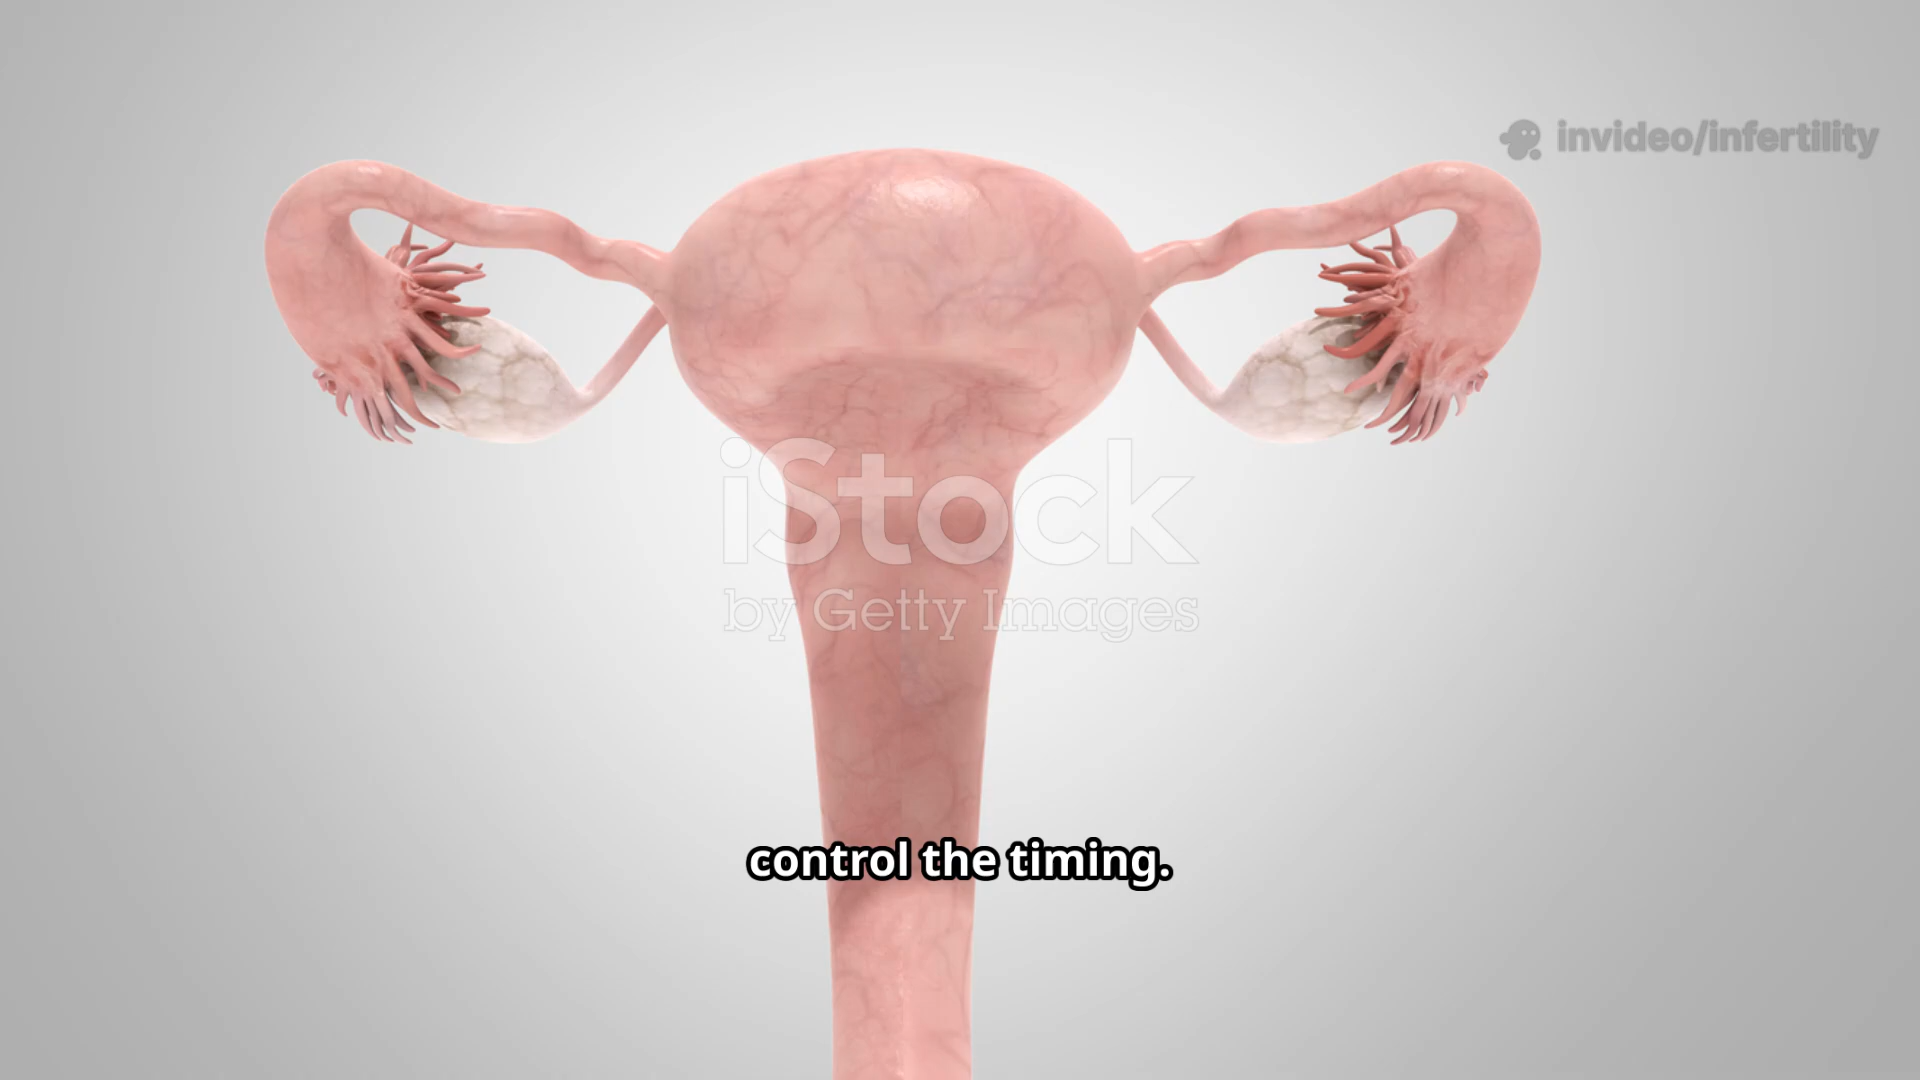 invideo/infertility
iStock
by Getty Images
control the timing.